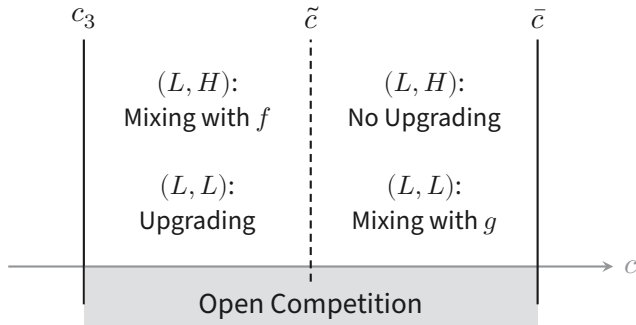 c₃ c̃ c̄
(L, H): (L, H):
Mixing with f No Upgrading
(L, L): (L, L):
Upgrading Mixing with g
c
Open Competition